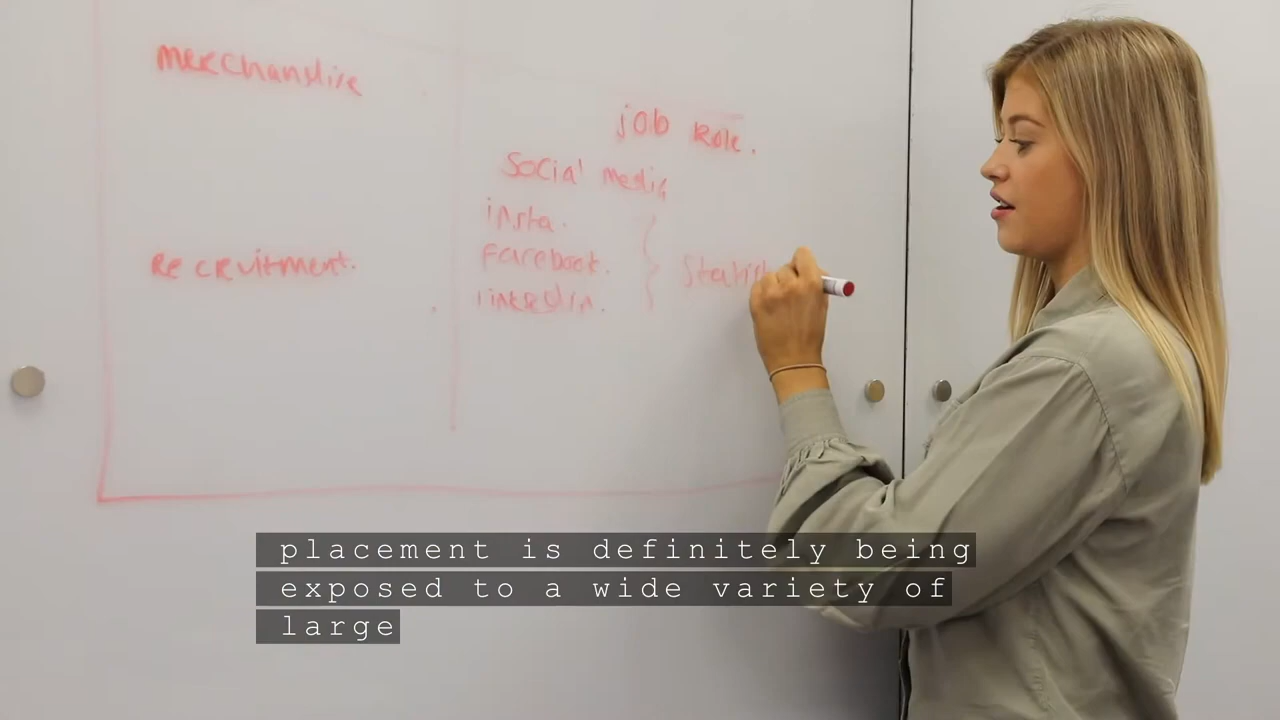 merchandise
job Role.
Social media
insta.
Recruitment.
Facebook.
linkedin.
placement is definitely being
exposed to a wide variety of
large